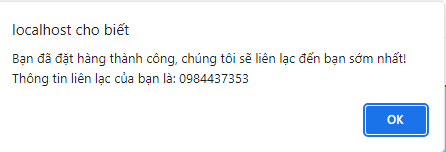 localhost cho biết
Bạn đã đặt hàng thành công, chúng tôi sẽ liên lạc đến bạn sớm nhất!
Thông tin liên lạc của bạn là: 0984437353
OK